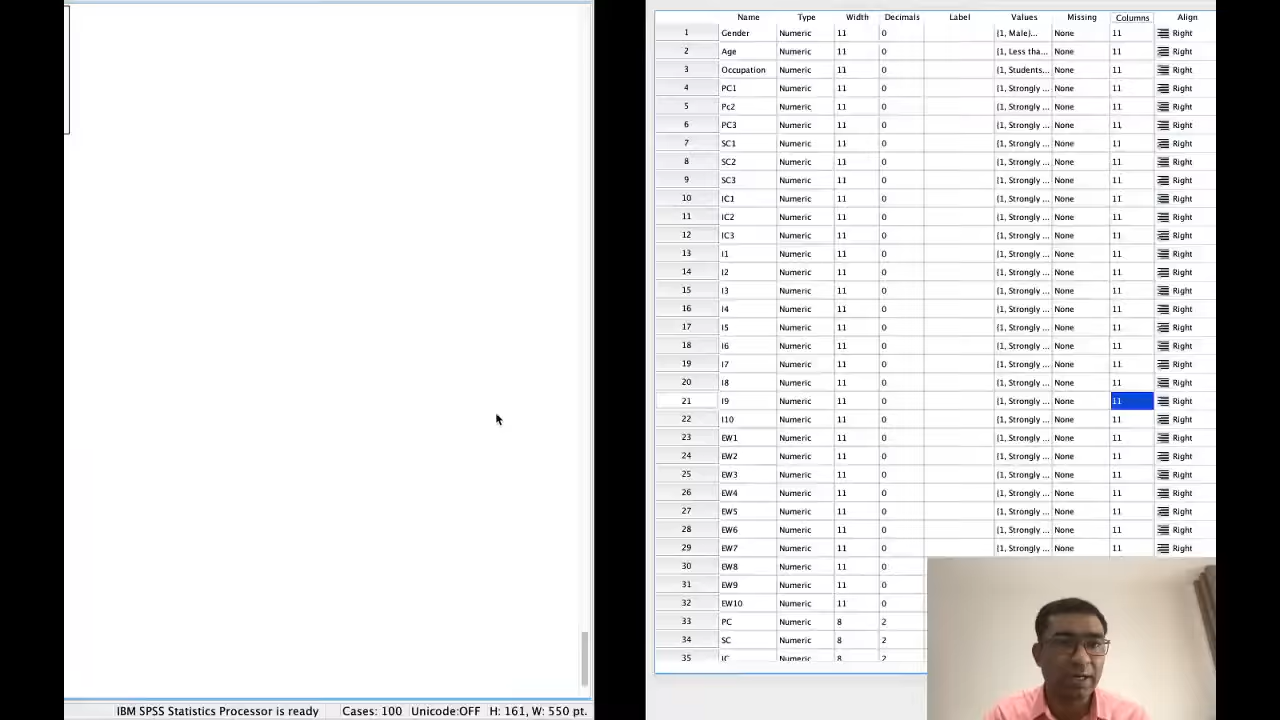 Name Type Width Decimals Label Values Missing Columns Align
1 Gender Numeric 11 0 {1, Male}... None 11 Right
2 Age Numeric 11 0 {1, Less tha... None 11 Right
3 Occupation Numeric 11 0 {1, Students... None 11 Right
4 PC1 Numeric 11 0 {1, Strongly ... None 11 Right
5 Pc2 Numeric 11 0 {1, Strongly ... None 11 Right
6 PC3 Numeric 11 0 {1, Strongly ... None 11 Right
7 SC1 Numeric 11 0 {1, Strongly ... None 11 Right
8 SC2 Numeric 11 0 {1, Strongly ... None 11 Right
9 SC3 Numeric 11 0 {1, Strongly ... None 11 Right
10 IC1 Numeric 11 0 {1, Strongly ... None 11 Right
11 IC2 Numeric 11 0 {1, Strongly ... None 11 Right
12 IC3 Numeric 11 0 {1, Strongly ... None 11 Right
13 I1 Numeric 11 0 {1, Strongly ... None 11 Right
14 I2 Numeric 11 0 {1, Strongly ... None 11 Right
15 I3 Numeric 11 0 {1, Strongly ... None 11 Right
16 I4 Numeric 11 0 {1, Strongly ... None 11 Right
17 I5 Numeric 11 0 {1, Strongly ... None 11 Right
18 I6 Numeric 11 0 {1, Strongly ... None 11 Right
19 I7 Numeric 11 0 {1, Strongly ... None 11 Right
20 I8 Numeric 11 0 {1, Strongly ... None 11 Right
21 I9 Numeric 11 0 {1, Strongly ... None 11 Right
22 I10 Numeric 11 0 {1, Strongly ... None 11 Right
23 EW1 Numeric 11 0 {1, Strongly ... None 11 Right
24 EW2 Numeric 11 0 {1, Strongly ... None 11 Right
25 EW3 Numeric 11 0 {1, Strongly ... None 11 Right
26 EW4 Numeric 11 0 {1, Strongly ... None 11 Right
27 EW5 Numeric 11 0 {1, Strongly ... None 11 Right
28 EW6 Numeric 11 0 {1, Strongly ... None 11 Right
29 EW7 Numeric 11 0 {1, Strongly ... None 11 Right
30 EW8 Numeric 11 0
31 EW9 Numeric 11 0
32 EW10 Numeric 11 0
33 PC Numeric 8 2
34 SC Numeric 8 2
35 IC Numeric 8 2
IBM SPSS Statistics Processor is ready Cases: 100 Unicode:OFF H: 161, W: 550 pt.